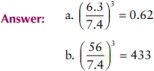 Answer: a. (6.3/7.4)³ = 0.62
b. (56/7.4)³ = 433